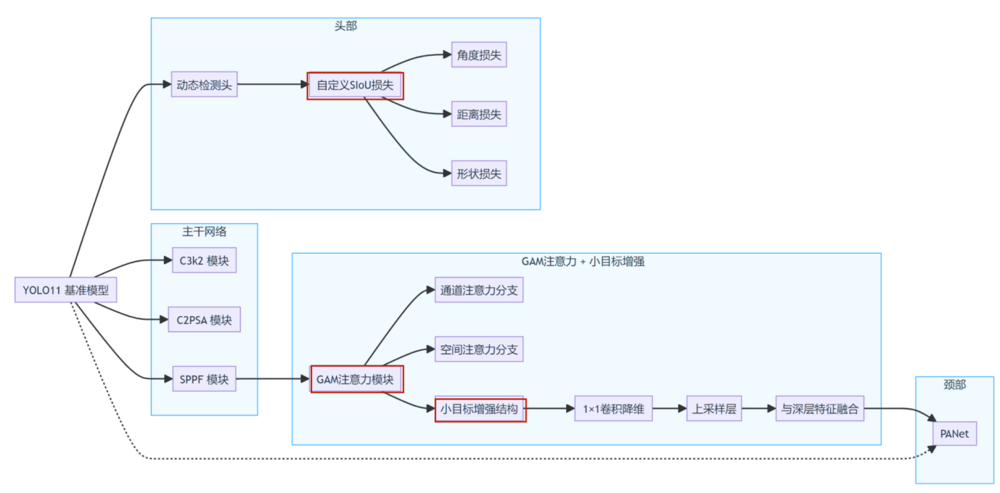 头部
角度损失
动态检测头
自定义SIoU损失
距离损失
形状损失
主干网络
C3k2 模块
GAM注意力 + 小目标增强
YOLO11 基准模型
通道注意力分支
C2PSA 模块
空间注意力分支
SPPF 模块
GAM注意力模块
颈部
小目标增强结构
1×1卷积降维
上采样层
与深层特征融合
PANet